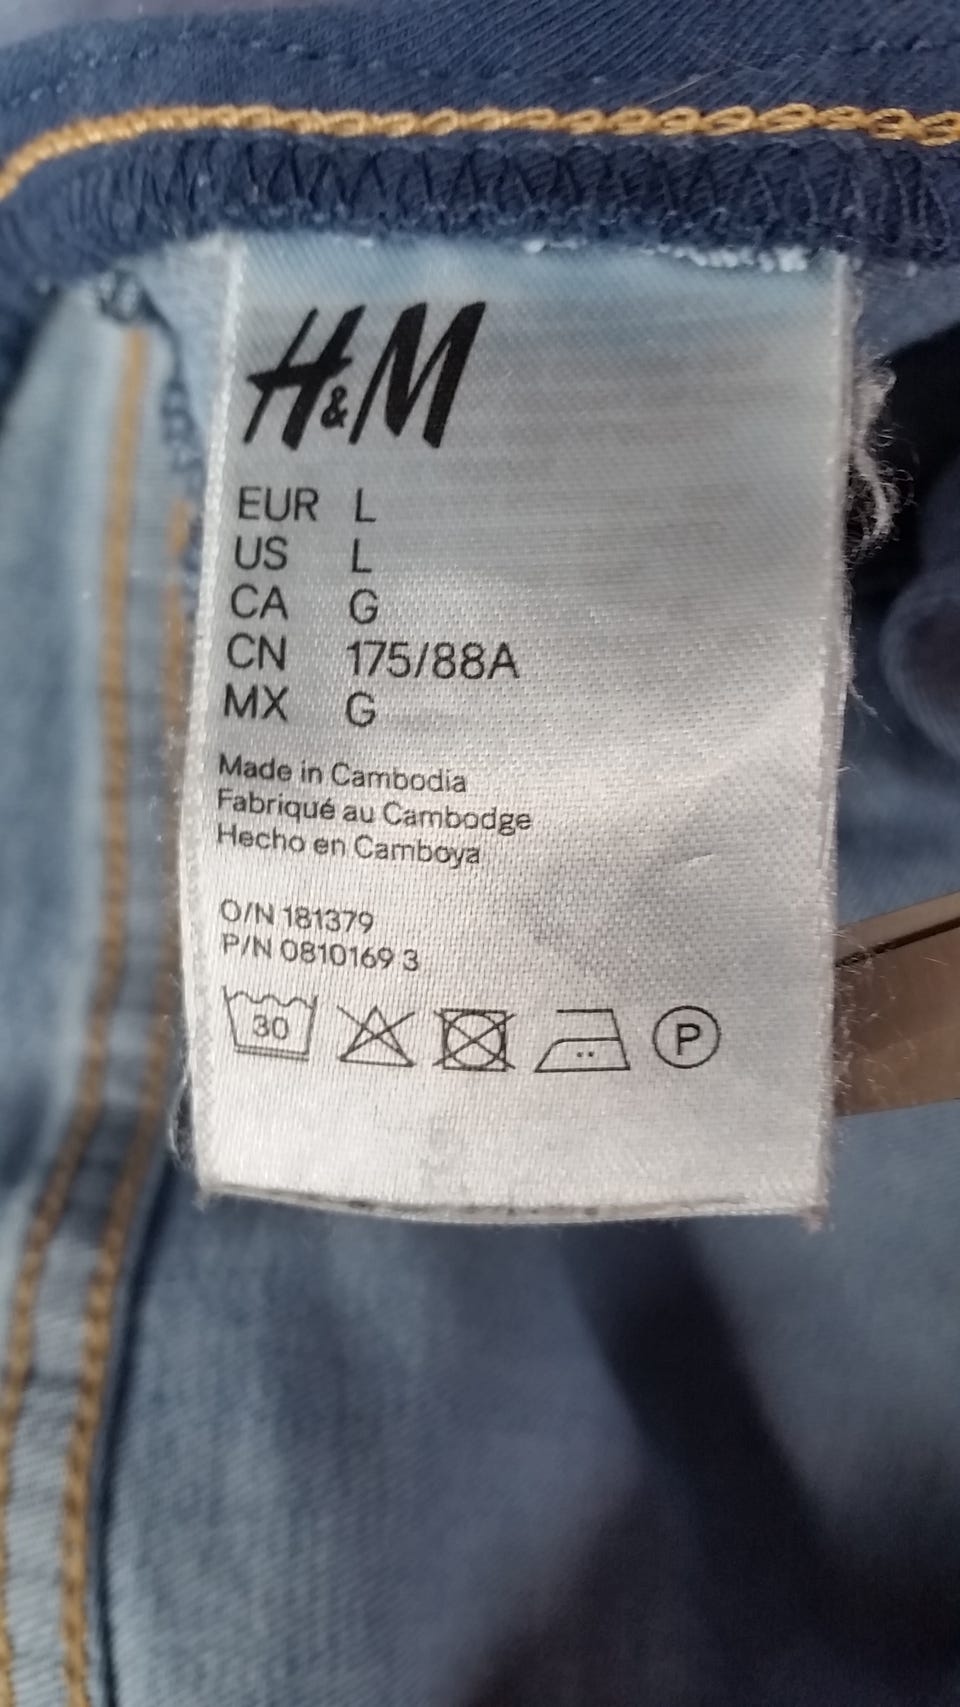 H&M
EUR L
US L
CA G
CN 175/88A
MX G
Made in Cambodia
Fabriqué au Cambodge
Hecho en Camboya
O/N 181379
P/N 0810169 3
30
P